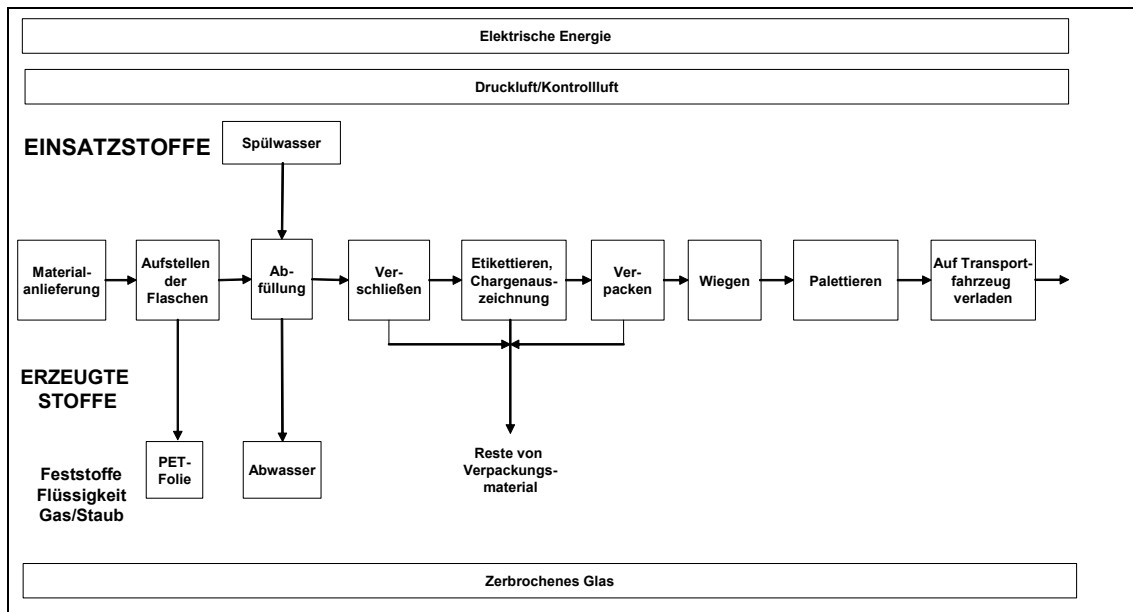 Elektrische Energie
Druckluft/Kontrollluft
EINSATZSTOFFE
Spülwasser
Material-
anlieferung
Aufstellen
der
Flaschen
Ab-
füllung
Ver-
schließen
Etikettieren,
Chargenaus-
zeichnung
Ver-
packen
Wiegen
Palettieren
Auf Transport-
fahrzeug
verladen
ERZEUGTE
STOFFE
Feststoffe
Flüssigkeit
Gas/Staub
PET-
Folie
Abwasser
Reste von
Verpackungs-
material
Zerbrochenes Glas